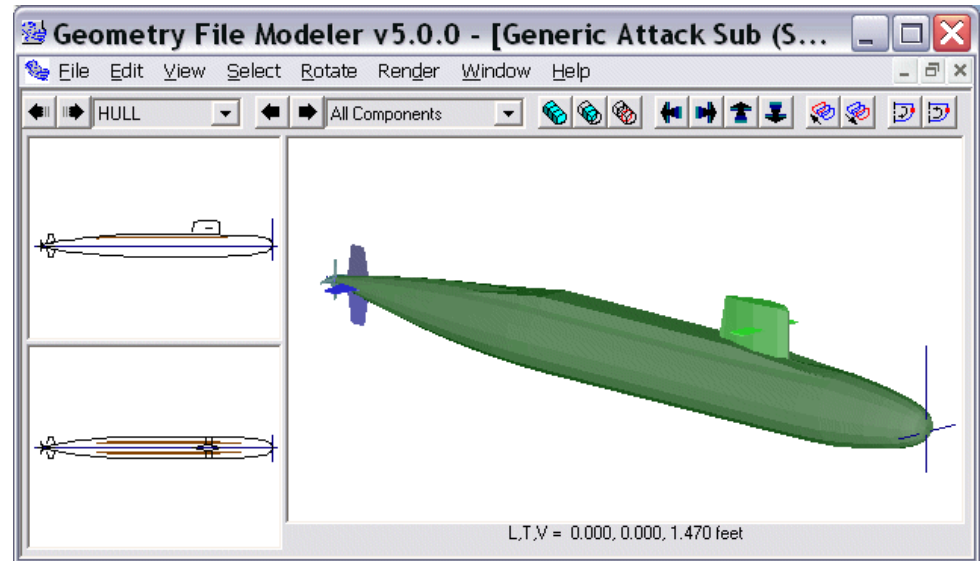 Geometry File Modeler v5.0.0 - [Generic Attack Sub (S...
File Edit View Select Rotate Render Window Help
HULL All Components
L,T,V = 0.000, 0.000, 1.470 feet